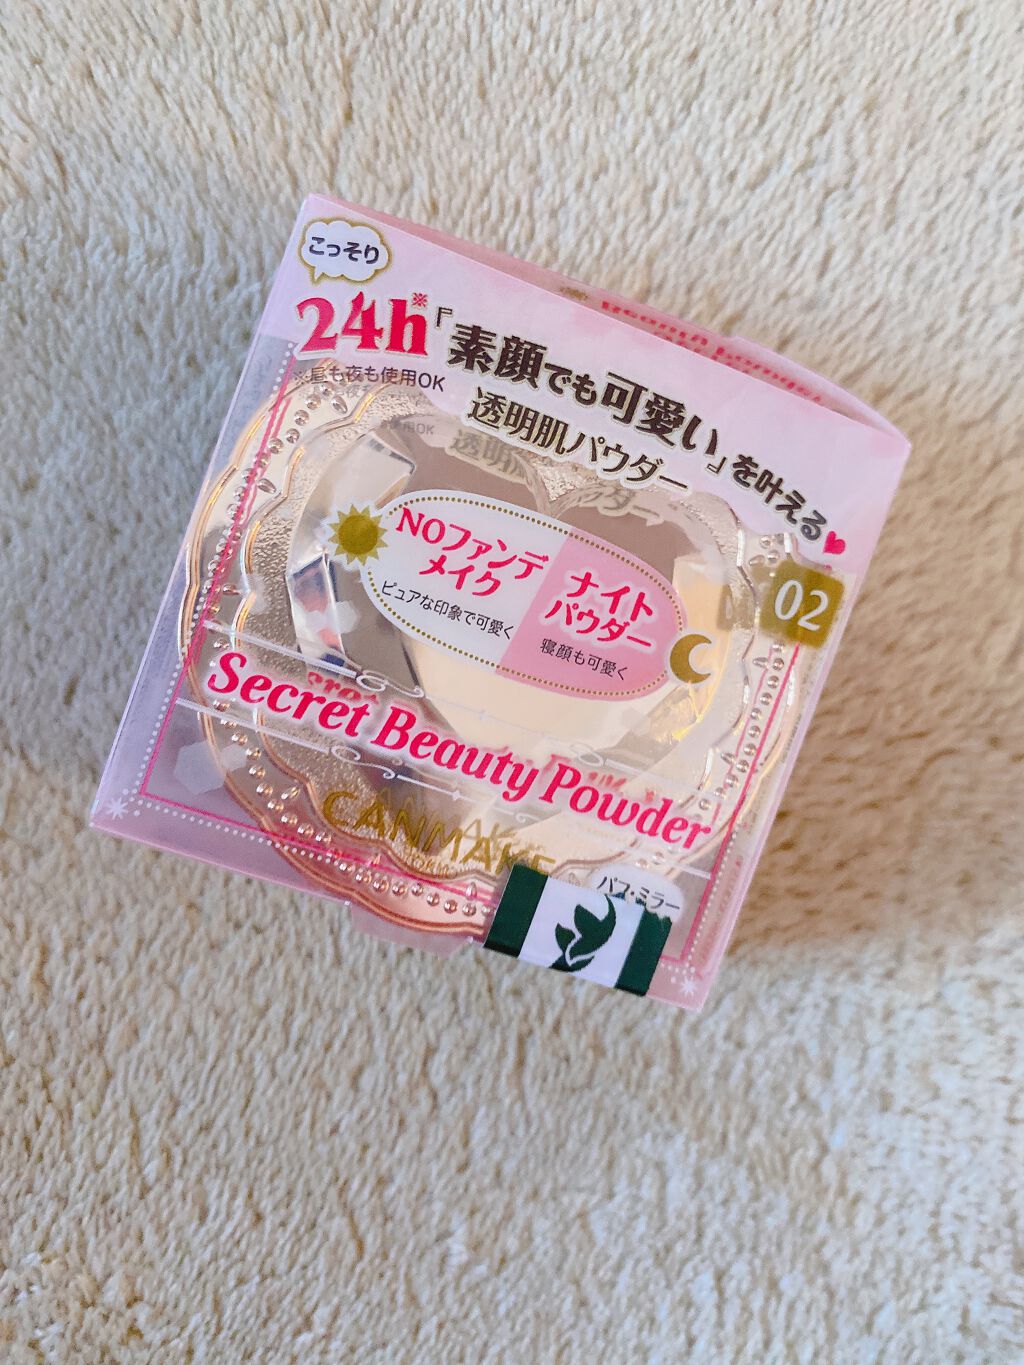 こっそり
24h※『素顔でも可愛い』を叶える♥
※昼も夜も使用OK
透明肌パウダー
02
NOファンデ
メイク
ピュアな印象で可愛く
ナイト
パウダー
寝顔も可愛く
Secret Beauty Powder
CANMAKE
パフ・ミラー